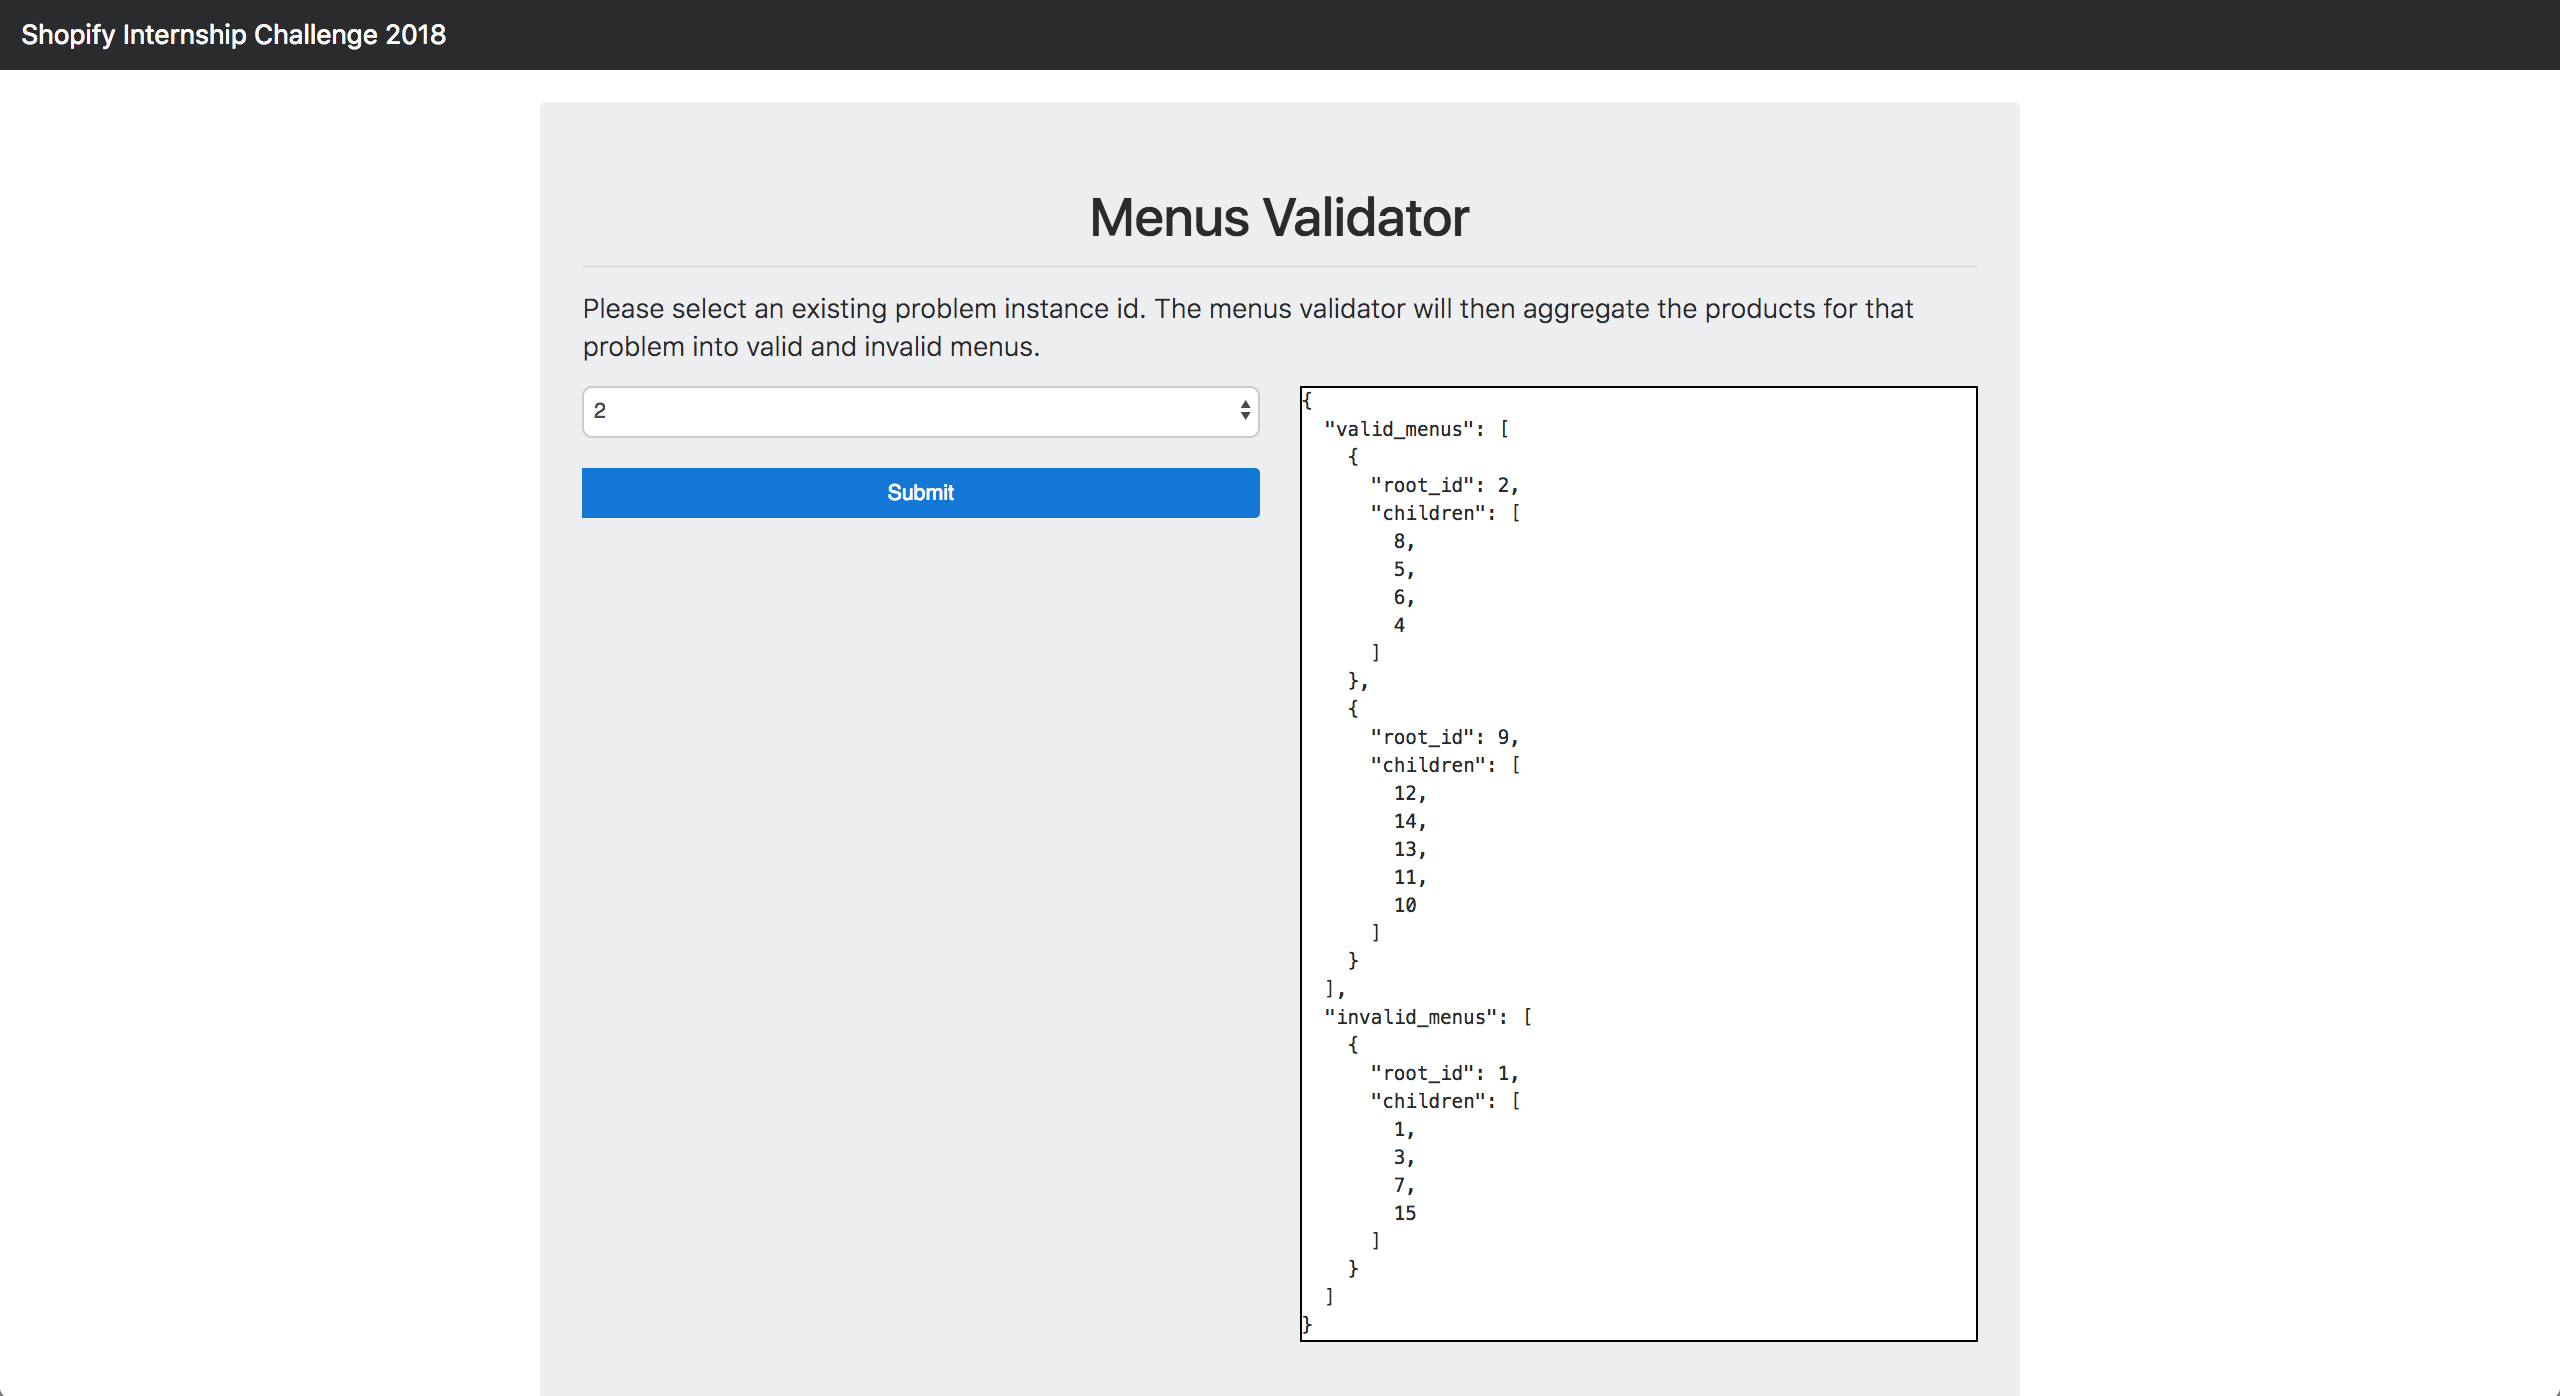 Shopify Internship Challenge 2018
Menus Validator
Please select an existing problem instance id. The menus validator will then aggregate the products for that
problem into valid and invalid menus.
2
Submit
{
  "valid_menus": [
    {
      "root_id": 2,
      "children": [
        8,
        5,
        6,
        4
      ]
    },
    {
      "root_id": 9,
      "children": [
        12,
        14,
        13,
        11,
        10
      ]
    }
  ],
  "invalid_menus": [
    {
      "root_id": 1,
      "children": [
        1,
        3,
        7,
        15
      ]
    }
  ]
}